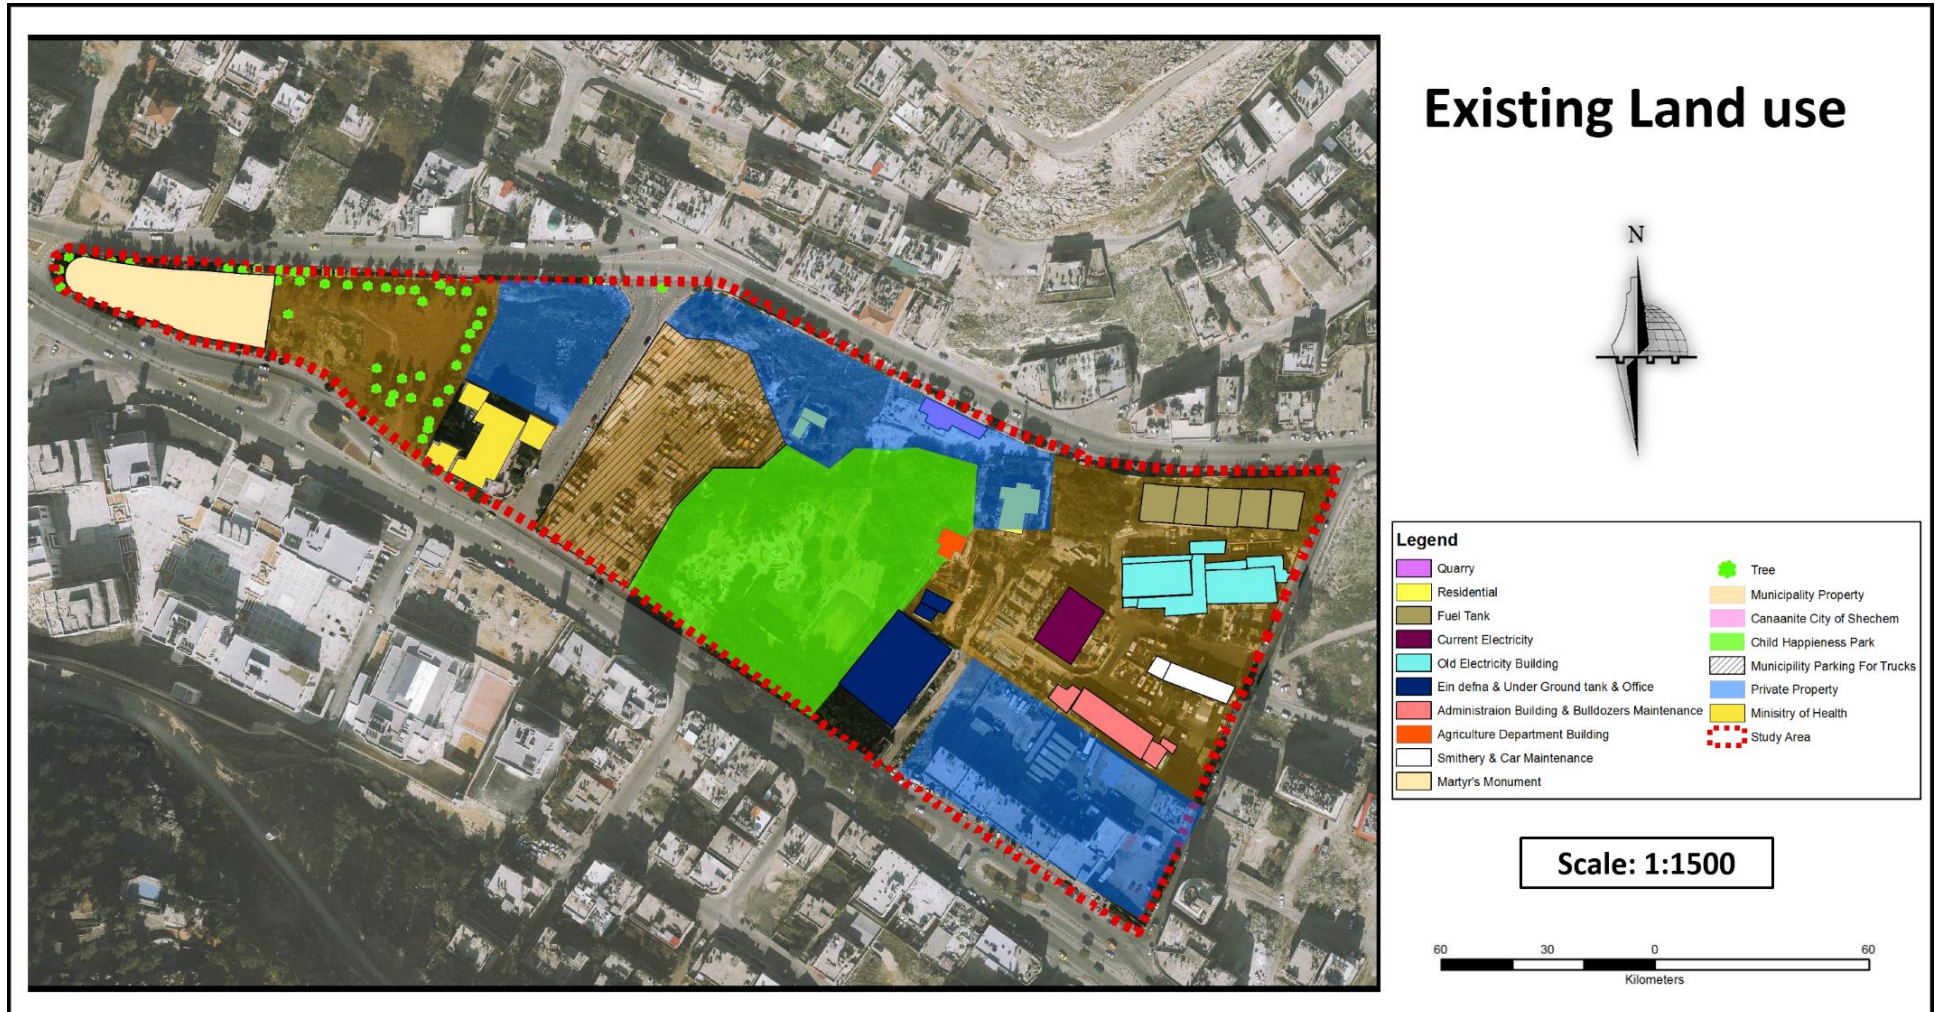 Existing Land use
N
Legend
Quarry
Residential
Fuel Tank
Current Electricity
Old Electricity Building
Ein defna & Under Ground tank & Office
Administraion Building & Bulldozers Maintenance
Agriculture Department Building
Smithery & Car Maintenance
Martyr's Monument
Tree
Municipality Property
Canaanite City of Shechem
Child Happieness Park
Municipility Parking For Trucks
Private Property
Minisitry of Health
Study Area
Scale: 1:1500
60 30 0 60
Kilometers